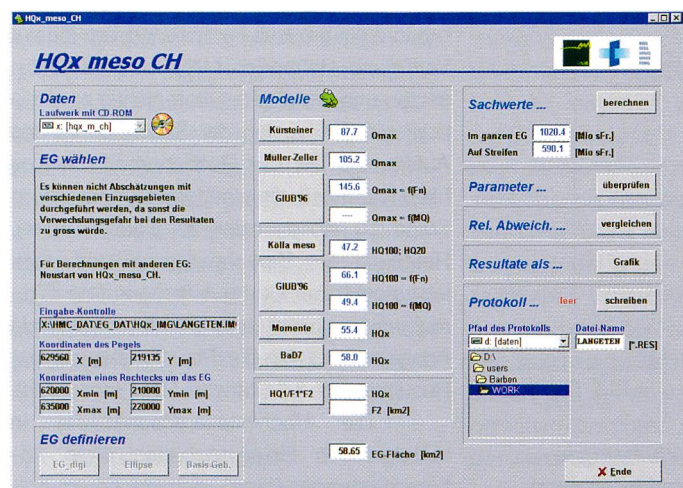 HQx_meso_CH
HQx meso CH
Daten
Laufwerk mit CD-ROM
x: [hqx_m_ch]
EG wählen
Es können nicht Abschätzungen mit
verschiedenen Einzugsgebieten
durchgeführt werden, da sonst die
Verwechslungsgefahr bei den Resultaten
zu gross würde.
Für Berechnungen mit anderen EG:
Neustart von HQx_meso_CH.
Eingabe-Kontrolle
X:\HMC_DAT\EG_DAT\HQx_IMG\LANGETEN.IM
Koordinaten des Pegels
629560 X [m] 219135 Y [m]
Koordinaten eines Rechtecks um das EG
620000 Xmin [m] 210000 Ymin [m]
635000 Xmax [m] 220000 Ymax [m]
EG definieren
EG_digi Ellipse Basis Geb.
Modelle
Kursteiner 87.7 Qmax
Müller-Zeller 105.2 Qmax
GIUB'96 145.6 Qmax = f(Fn)
---- Qmax = f(MQ)
Kölla meso 47.2 HQ100; HQ20
GIUB'96 66.1 HQ100 = f(Fn)
49.4 HQ100 = f(MQ)
Momente 55.4 HQx
BaD7 58.0 HQx
HQ1/F1*F2 HQx
F2 [km2]
58.65 EG-Fläche [km2]
Sachwerte ... berechnen
Im ganzen EG 1020.4 [Mio sFr.]
Auf Streifen 590.1 [Mio sFr.]
Parameter ... überprüfen
Rel. Abweich. ... vergleichen
Resultate als ... Grafik
Protokoll ... leer schreiben
Pfad des Protokolls Datei-Name
d: [daten] LANGETEN [*.RES]
D:\
users
Barben
WORK
Ende